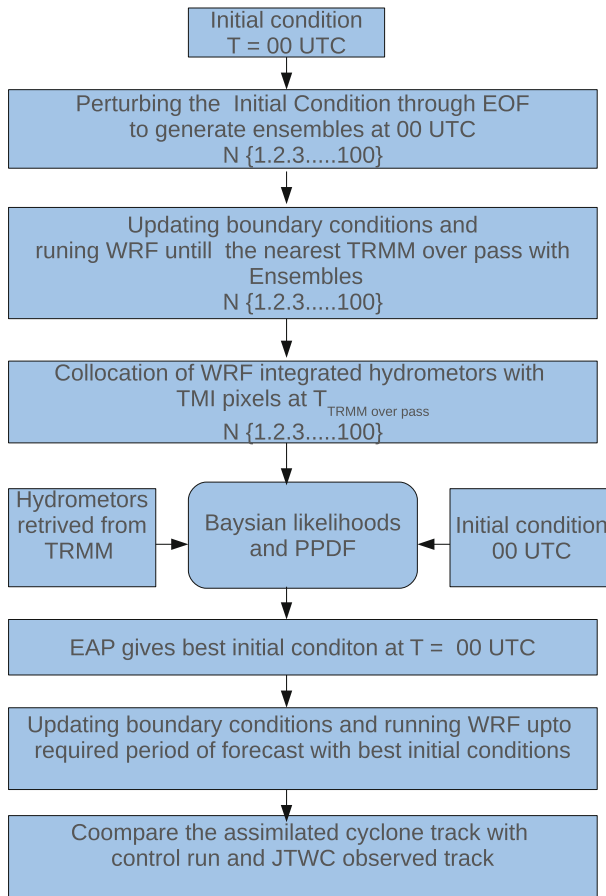 Initial condition
T = 00 UTC
Perturbing the Initial Condition through EOF
to generate ensembles at 00 UTC
N {1.2.3.....100}
Updating boundary conditions and
runing WRF untill the nearest TRMM over pass with
Ensembles
N {1.2.3.....100}
Collocation of WRF integrated hydrometors with
TMI pixels at T TRMM over pass
N {1.2.3.....100}
Hydrometors
retrived from
TRMM
Baysian likelihoods
and PPDF
Initial condition
00 UTC
EAP gives best initial conditon at T = 00 UTC
Updating boundary conditions and running WRF upto
required period of forecast with best initial conditions
Coompare the assimilated cyclone track with
control run and JTWC observed track